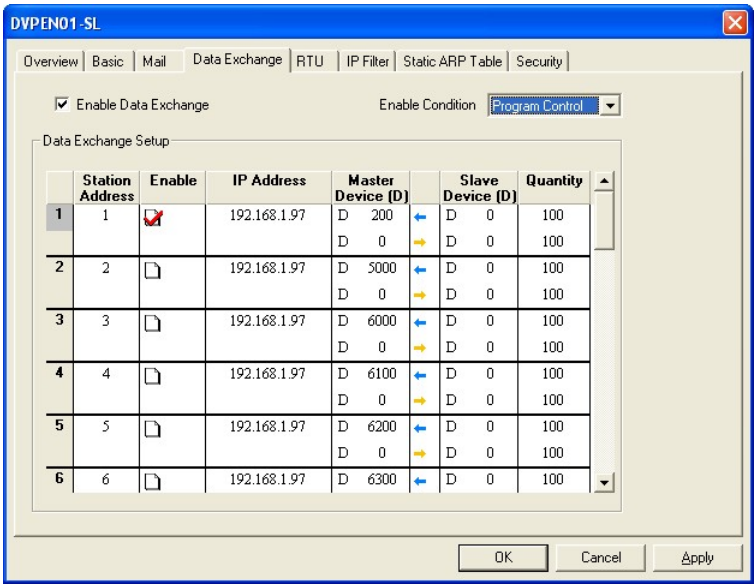 DVPEN01-SL
Overview Basic Mail Data Exchange RTU IP Filter Static ARP Table Security
Enable Data Exchange Enable Condition Program Control
Data Exchange Setup
Station Address Enable IP Address Master Device (D) Slave Device (D) Quantity
1 1 192.168.1.97 D 200 D 0 100
D 0 D 0 100
2 2 192.168.1.97 D 5000 D 0 100
D 0 D 0 100
3 3 192.168.1.97 D 6000 D 0 100
D 0 D 0 100
4 4 192.168.1.97 D 6100 D 0 100
D 0 D 0 100
5 5 192.168.1.97 D 6200 D 0 100
D 0 D 0 100
6 6 192.168.1.97 D 6300 D 0 100
OK Cancel Apply